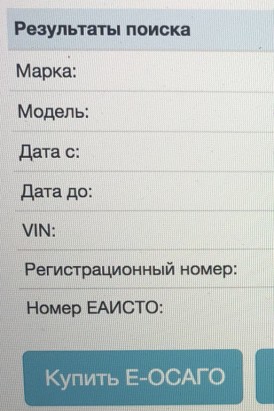 Результаты поиска
Марка:
Модель:
Дата с:
Дата до:
VIN:
Регистрационный номер:
Номер ЕАИСТО:
Купить Е-ОСАГО